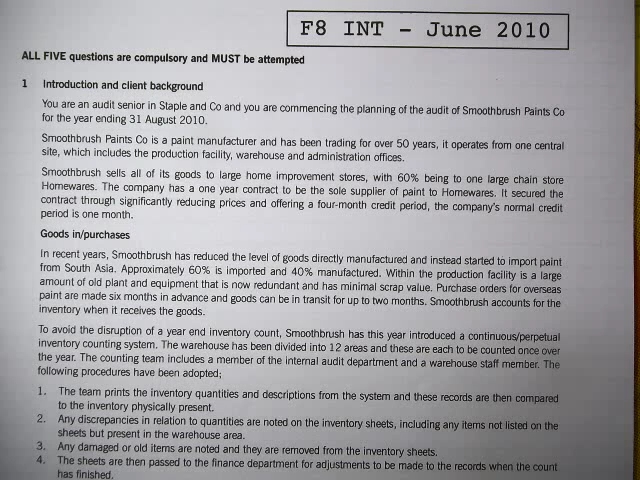 F8 INT - June 2010
ALL FIVE questions are compulsory and MUST be attempted
1 Introduction and client background
You are an audit senior in Staple and Co and you are commencing the planning of the audit of Smoothbrush Paints Co
for the year ending 31 August 2010.
Smoothbrush Paints Co is a paint manufacturer and has been trading for over 50 years, it operates from one central
site, which includes the production facility, warehouse and administration offices.
Smoothbrush sells all of its goods to large home improvement stores, with 60% being to one large chain store
Homewares. The company has a one year contract to be the sole supplier of paint to Homewares. It secured the
contract through significantly reducing prices and offering a four-month credit period, the company's normal credit
period is one month.
Goods in/purchases
In recent years, Smoothbrush has reduced the level of goods directly manufactured and instead started to import paint
from South Asia. Approximately 60% is imported and 40% manufactured. Within the production facility is a large
amount of old plant and equipment that is now redundant and has minimal scrap value. Purchase orders for overseas
paint are made six months in advance and goods can be in transit for up to two months. Smoothbrush accounts for the
inventory when it receives the goods.
To avoid the disruption of a year end inventory count, Smoothbrush has this year introduced a continuous/perpetual
inventory counting system. The warehouse has been divided into 12 areas and these are each to be counted once over
the year. The counting team includes a member of the internal audit department and a warehouse staff member. The
following procedures have been adopted;
1. The team prints the inventory quantities and descriptions from the system and these records are then compared
to the inventory physically present.
2. Any discrepancies in relation to quantities are noted on the inventory sheets, including any items not listed on the
sheets but present in the warehouse area.
3. Any damaged or old items are noted and they are removed from the inventory sheets.
4. The sheets are then passed to the finance department for adjustments to be made to the records when the count
has finished.